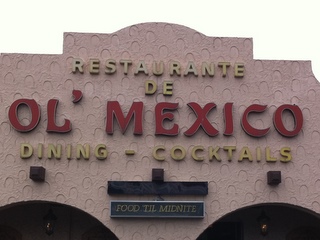 RESTAURANTE
DE
OL' MEXICO
DINING - COCKTAILS
FOOD 'TIL MIDNITE